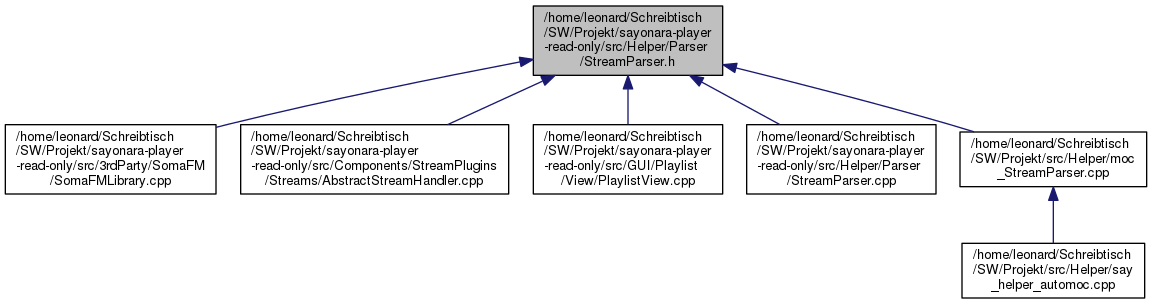 /home/leonard/Schreibtisch
/SW/Projekt/sayonara-player
-read-only/src/Helper/Parser
/StreamParser.h
/home/leonard/Schreibtisch
/SW/Projekt/sayonara-player
-read-only/src/3rdParty/SomaFM
/SomaFMLibrary.cpp
/home/leonard/Schreibtisch
/SW/Projekt/sayonara-player
-read-only/src/Components/StreamPlugins
/Streams/AbstractStreamHandler.cpp
/home/leonard/Schreibtisch
/SW/Projekt/sayonara-player
-read-only/src/GUI/Playlist
/View/PlaylistView.cpp
/home/leonard/Schreibtisch
/SW/Projekt/sayonara-player
-read-only/src/Helper/Parser
/StreamParser.cpp
/home/leonard/Schreibtisch
/SW/Projekt/src/Helper/moc
_StreamParser.cpp
/home/leonard/Schreibtisch
/SW/Projekt/src/Helper/say
_helper_automoc.cpp